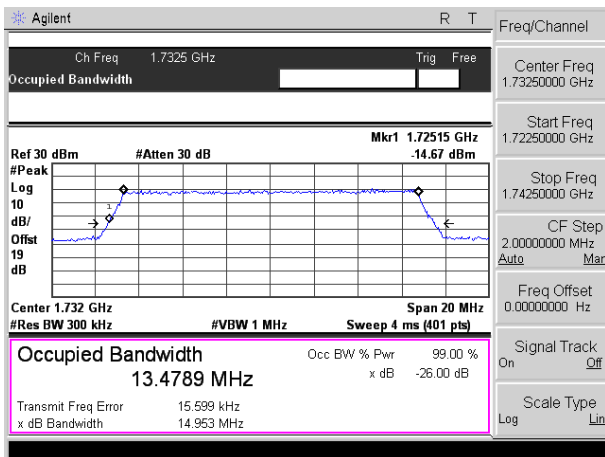 Agilent R T
Ch Freq 1.7325 GHz Trig Free
Occupied Bandwidth
Mkr1 1.72515 GHz
Ref 30 dBm #Atten 30 dB -14.67 dBm
#Peak
Log
10
dB/
Offst
19
dB
1
Center 1.732 GHz Span 20 MHz
#Res BW 300 kHz #VBW 1 MHz Sweep 4 ms (401 pts)
Occupied Bandwidth Occ BW % Pwr 99.00 %
13.4789 MHz x dB -26.00 dB
Transmit Freq Error 15.599 kHz
x dB Bandwidth 14.953 MHz
Freq/Channel
Center Freq
1.73250000 GHz
Start Freq
1.72250000 GHz
Stop Freq
1.74250000 GHz
CF Step
2.00000000 MHz
Auto Man
Freq Offset
0.00000000 Hz
Signal Track
On Off
Scale Type
Log Lin